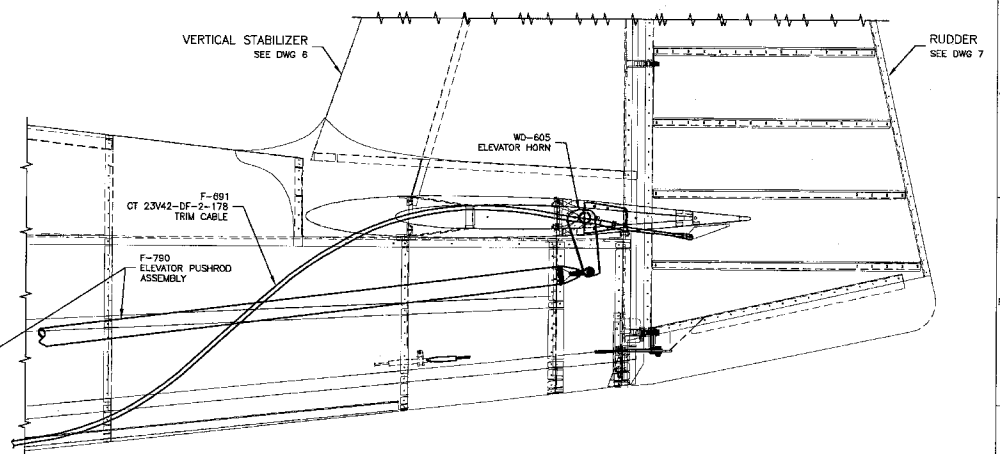 VERTICAL STABILIZER
SEE DWG 6
RUDDER
SEE DWG 7
WD-605
ELEVATOR HORN
F-691
CT 23V42-DF-2-178
TRIM CABLE
F-790
ELEVATOR PUSHROD
ASSEMBLY